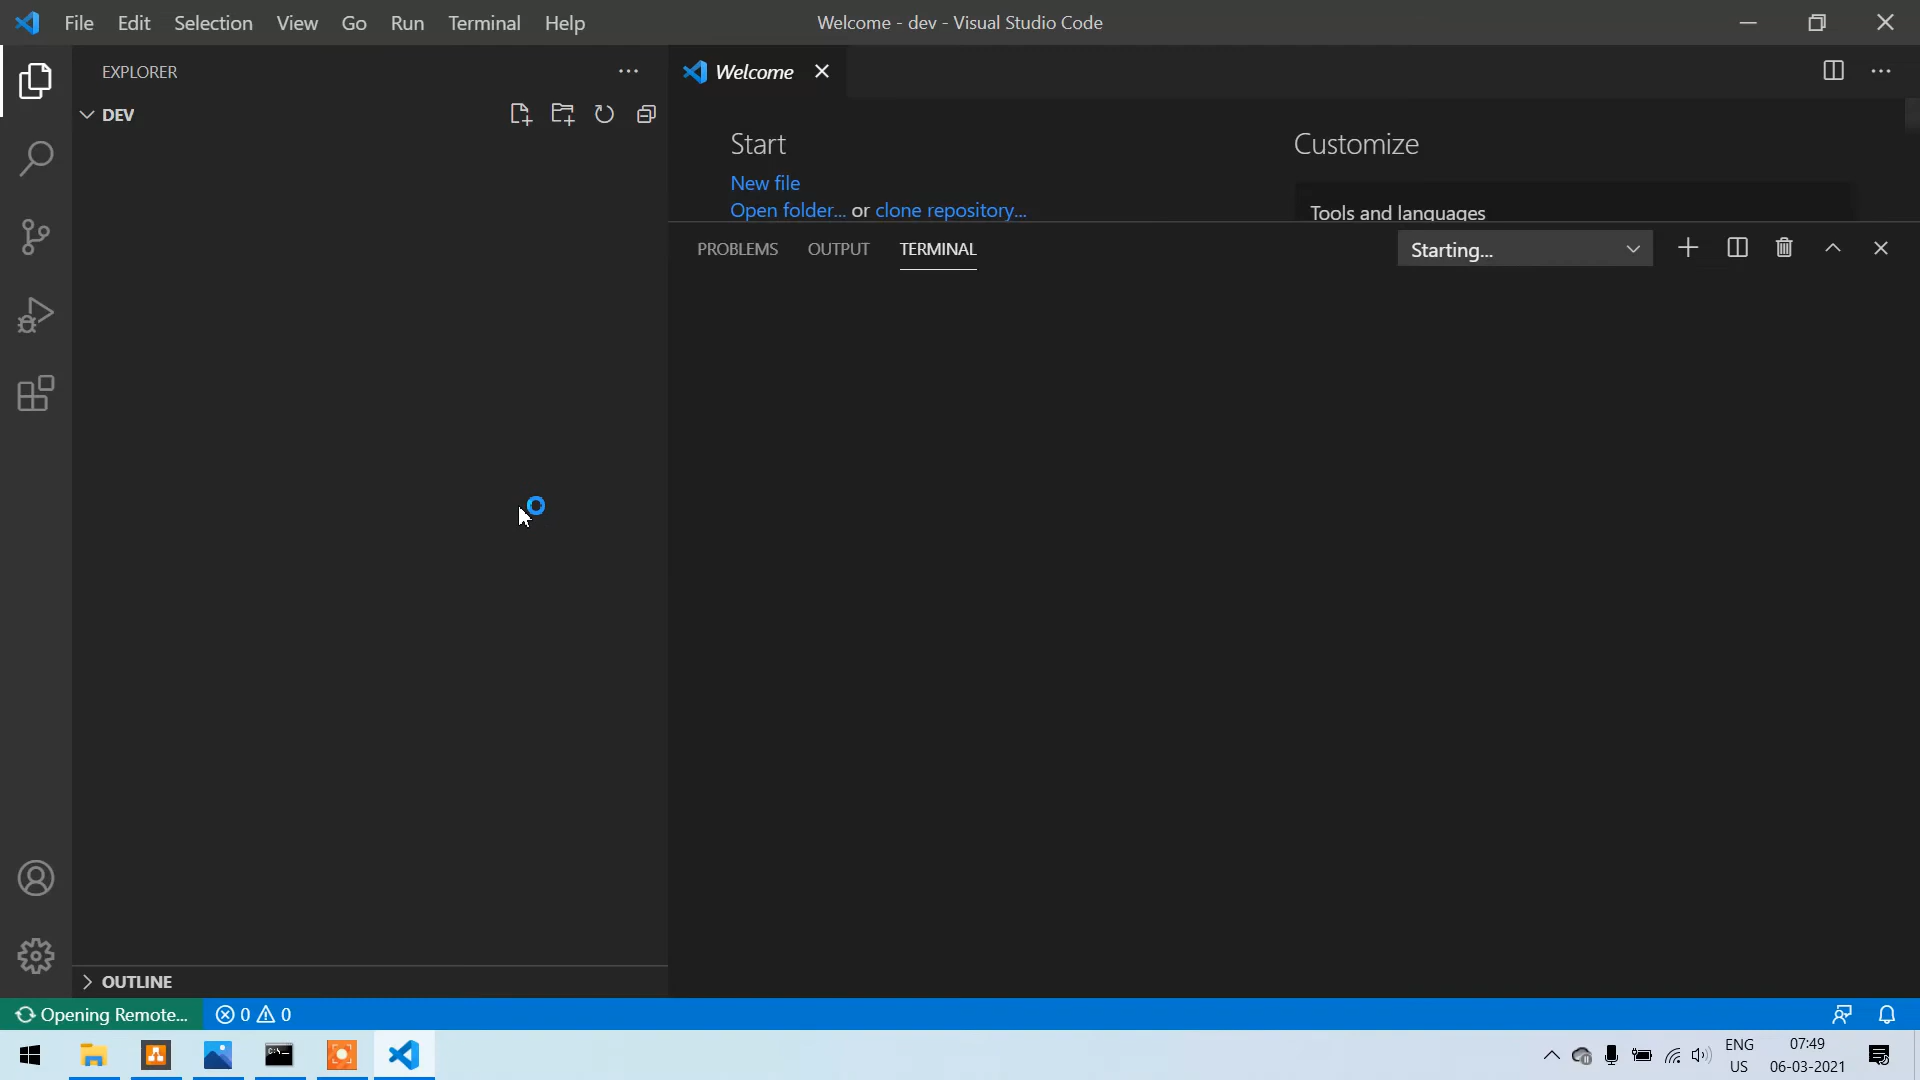 File Edit Selection View Go Run Terminal Help
Welcome - dev - Visual Studio Code
EXPLORER
DEV
Welcome
Start
New file
Open folder... or clone repository...
Customize
Tools and languages
PROBLEMS OUTPUT TERMINAL
Starting...
OUTLINE
Opening Remote... 0 0
ENG
US
07:49
06-03-2021